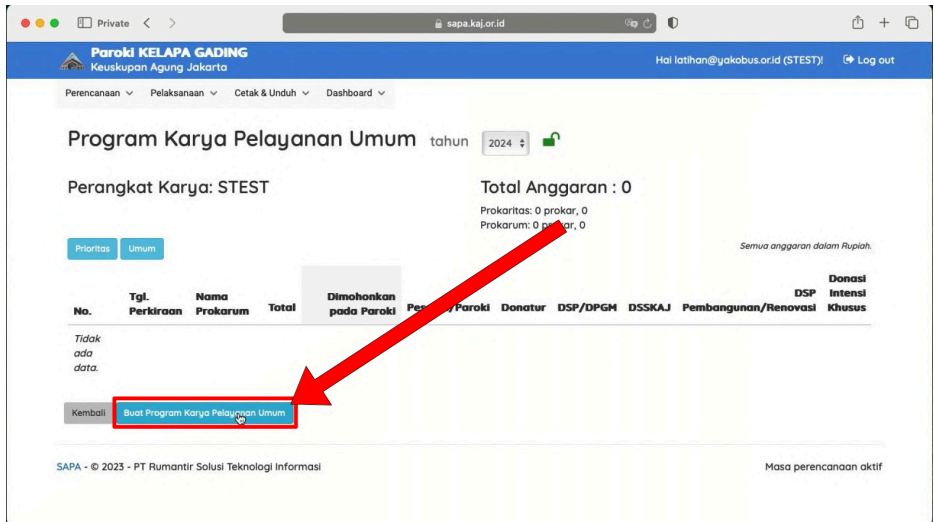 Private
sapa.kaj.or.id
Paroki KELAPA GADING
Keuskupan Agung Jakarta
Hai latihan@yakobus.or.id (STEST)!
Log out
Perencanaan
Pelaksanaan
Cetak & Unduh
Dashboard
Program Karya Pelayanan Umum tahun 2024
Perangkat Karya: STEST
Total Anggaran : 0
Prokaritas: 0 prokar, 0
Prokarum: 0 prokar, 0
Prioritas
Umum
Semua anggaran dalam Rupiah.
No.
Tgl.
Perkiraan
Nama
Prokarum
Total
Dimohonkan
pada Paroki
/Paroki
Donatur
DSP/DPGM
DSSKAJ
DSP
Pembangunan/Renovasi
Donasi
Intensi
Khusus
Tidak
ada
data.
Kembali
Buat Program Karya Pelayanan Umum
SAPA - © 2023 - PT Rumantir Solusi Teknologi Informasi
Masa perencanaan aktif